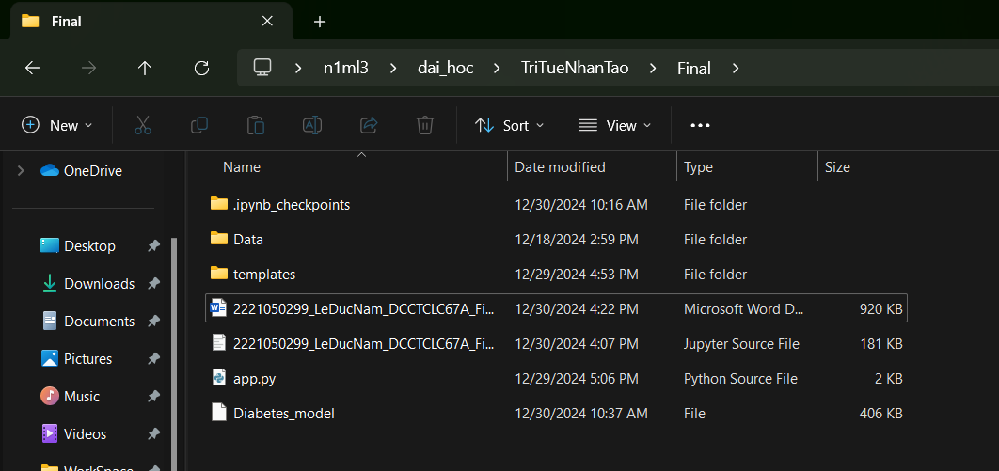 Final
n1ml3 dai_hoc TriTueNhanTao Final
New Sort View
Name Date modified Type Size
OneDrive
.ipynb_checkpoints 12/30/2024 10:16 AM File folder
Data 12/18/2024 2:59 PM File folder
Desktop
templates 12/29/2024 4:53 PM File folder
Downloads
2221050299_LeDucNam_DCCTCLC67A_Fi... 12/30/2024 4:22 PM Microsoft Word D... 920 KB
Documents
2221050299_LeDucNam_DCCTCLC67A_Fi... 12/30/2024 4:07 PM Jupyter Source File 181 KB
Pictures
app.py 12/29/2024 5:06 PM Python Source File 2 KB
Music
Diabetes_model 12/30/2024 10:37 AM File 406 KB
Videos
WorkSpace